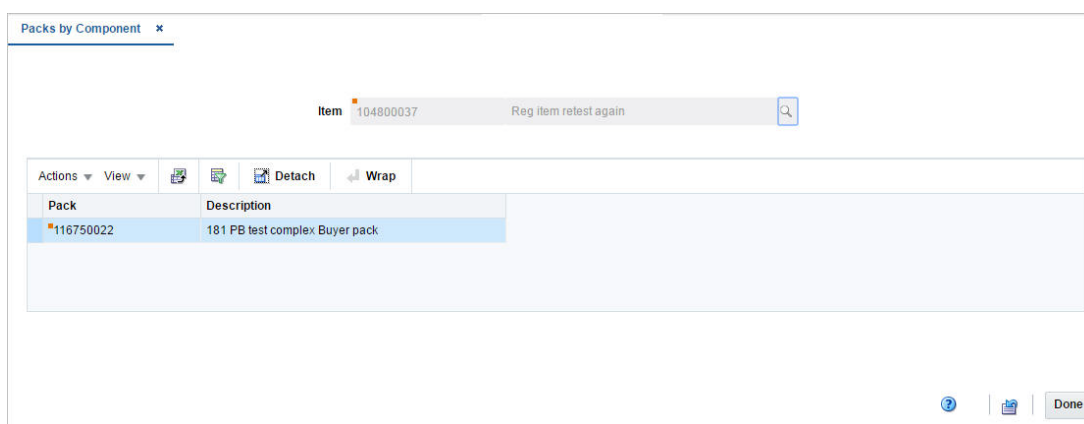 Packs by Component ×
Item 104800037 Reg item retest again
Actions View Detach Wrap
Pack Description
116750022 181 PB test complex Buyer pack
? Done